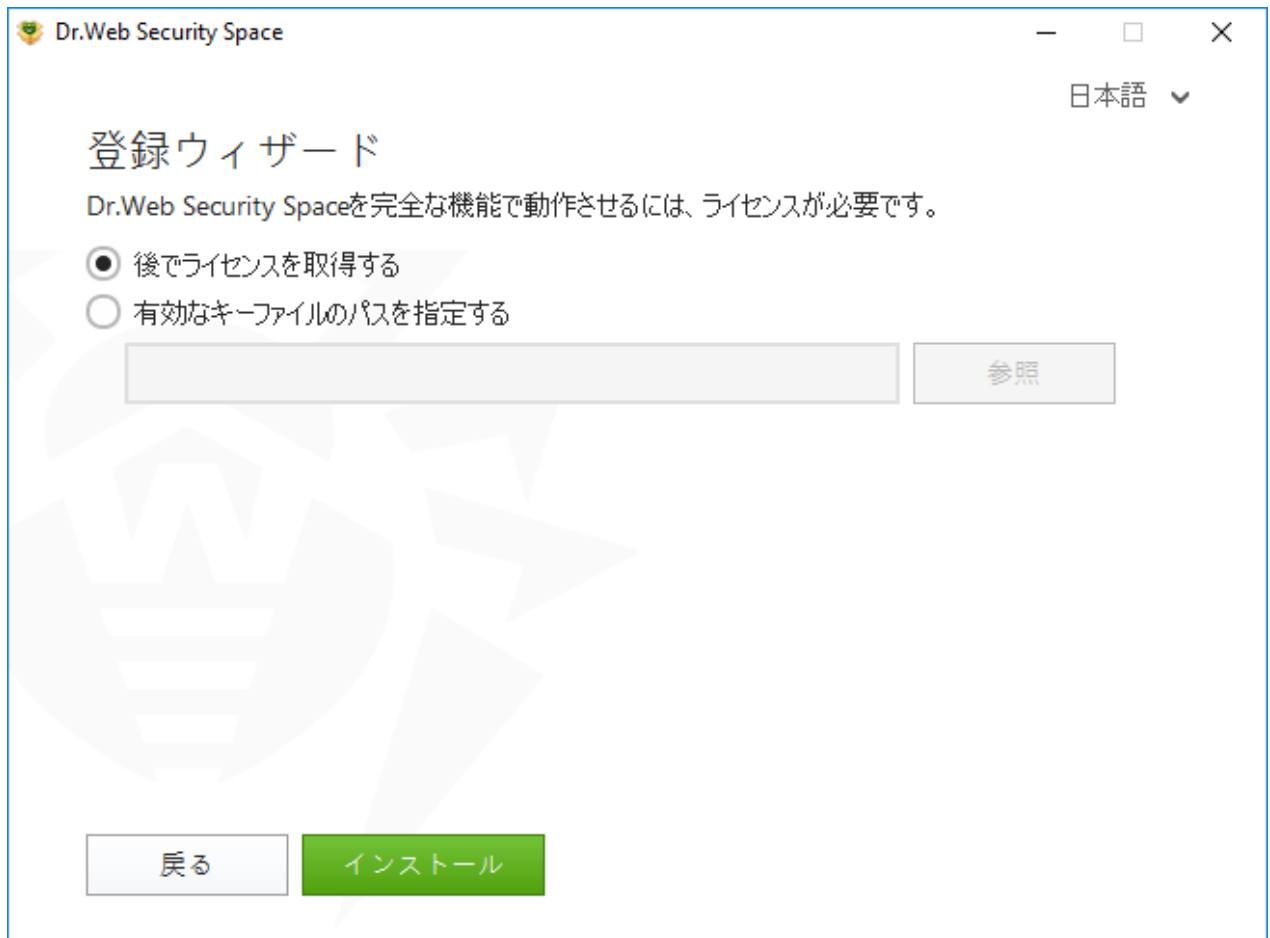 Dr.Web Security Space
日本語
登録ウィザード
Dr.Web Security Spaceを完全な機能で動作させるには、ライセンスが必要です。
後でライセンスを取得する
有効なキーファイルのパスを指定する
参照
戻る
インストール